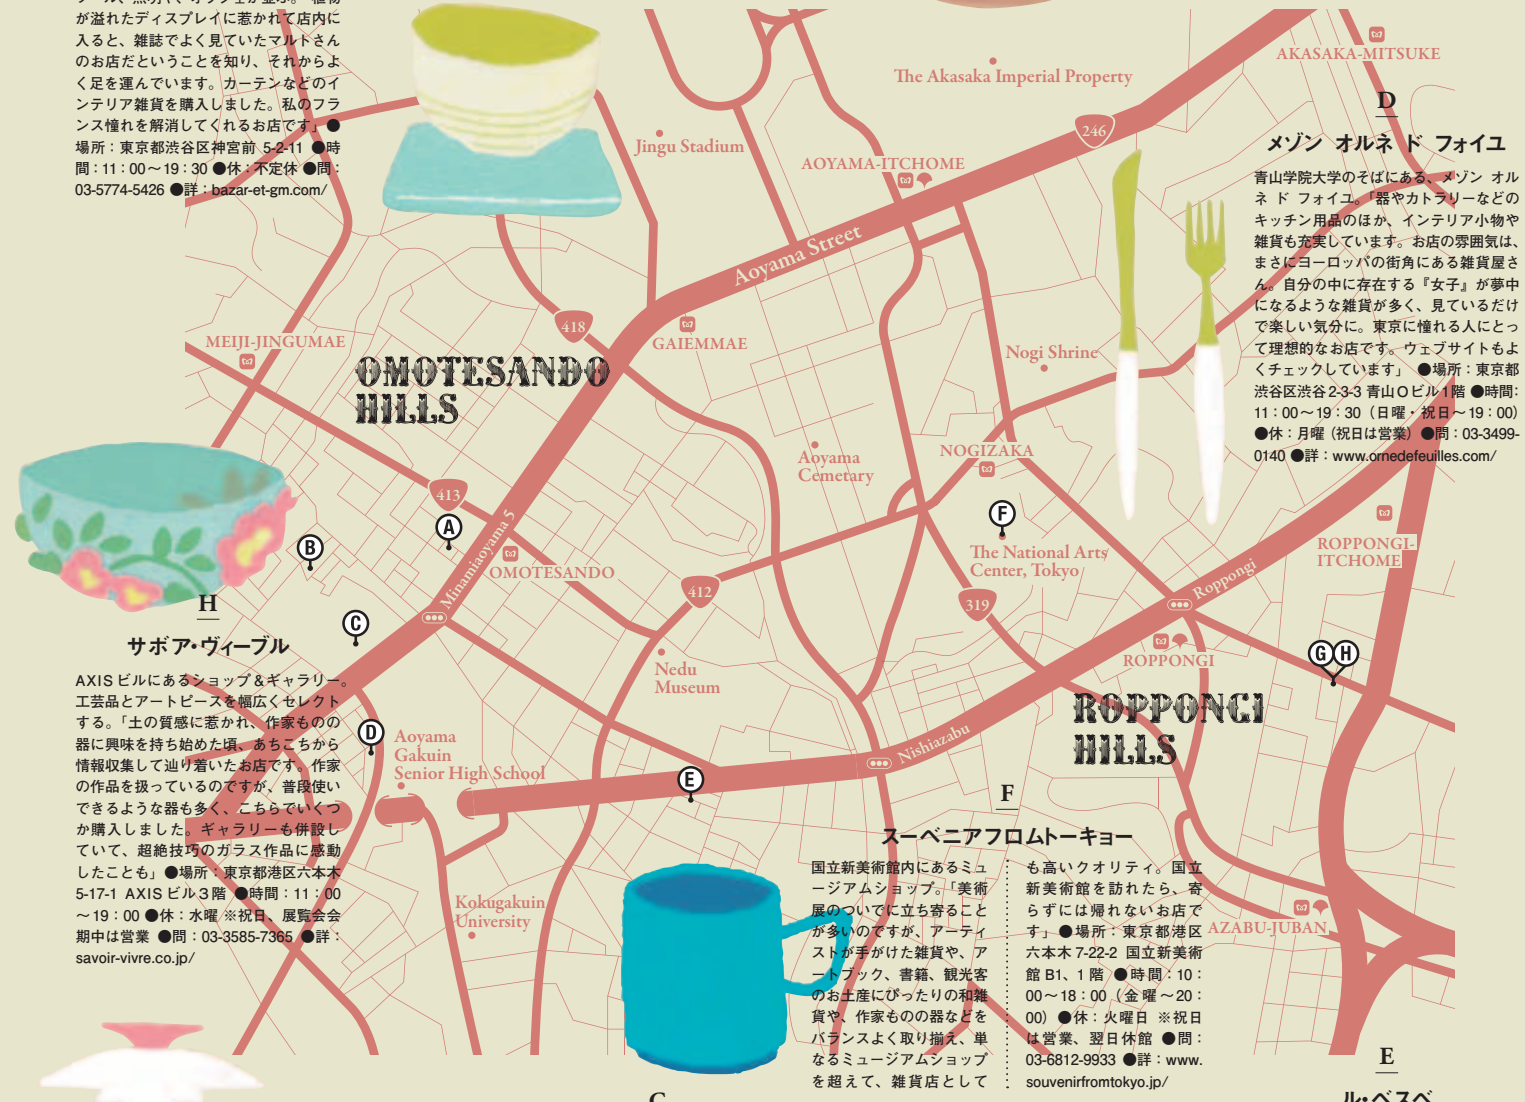 が溢れたディスプレイに惹かれて店内に
入ると、雑誌でよく見ていたマルトさん
のお店だということを知り、それからよ
く足を運んでいます。カーテンなどのイ
ンテリア雑貨を購入しました。私のフラ
ンス憧れを解消してくれるお店です」●
場所：東京都渋谷区神宮前 5-2-11 ●時
間：11：00～19：30 ●休：不定休 ●問：
03-5774-5426 ●詳：bazar-et-gm.com/
The Akasaka Imperial Property
AKASAKA-MITSUKE
246
Jingu Stadium
AOYAMA-ITCHOME
Aoyama Street
418
GAIEMMAE
MEIJI-JINGUMAE
OMOTESANDO
HILLS
Nogi Shrine
Aoyama
Cemetary
NOGIZAKA
413
A
B
C
D
Minamiaoyama 5
OMOTESANDO
412
F
The National Arts
Center, Tokyo
319
Roppongi
ROPPONGI-
ITCHOME
ROPPONGI
G
H
Nedu
Museum
ROPPONGI
HILLS
Nishiazabu
Aoyama
Gakuin
Senior High School
E
Kokugakuin
University
AZABU-JUBAN
D
メゾン オルネ ド フォイユ
青山学院大学のそばにある、メゾン オル
ネ ド フォイユ。「器やカトラリーなどの
キッチン用品のほか、インテリア小物や
雑貨も充実しています。お店の雰囲気は、
まさにヨーロッパの街角にある雑貨屋さ
ん。自分の中に存在する『女子』が夢中
になるような雑貨が多く、見ているだけ
で楽しい気分に。東京に憧れる人にとっ
て理想的なお店です。ウェブサイトもよ
くチェックしています」 ●場所：東京都
渋谷区渋谷 2-3-3 青山Oビル1階 ●時間：
11：00～19：30（日曜・祝日～19：00）
●休：月曜（祝日は営業）●問：03-3499-
0140 ●詳：www.ornedefeuilles.com/
H
サボア・ヴィーブル
AXISビルにあるショップ＆ギャラリー。
工芸品とアートピースを幅広くセレクト
する。「土の質感に惹かれ、作家ものの
器に興味を持ち始めた頃、あちこちから
情報収集して辿り着いたお店です。作家
の作品を扱っているのですが、普段使い
できるような器も多く、こちらでいくつ
か購入しました。ギャラリーも併設し
ていて、超絶技巧のガラス作品に感動
したことも」●場所：東京都港区六本木
5-17-1 AXISビル3階 ●時間：11：00
～19：00 ●休：水曜 ※祝日、展覧会会
期中は営業 ●問：03-3585-7365 ●詳：
savoir-vivre.co.jp/
F
スーベニアフロムトーキョー
国立新美術館内にあるミュ
ージアムショップ。「美術
展のついでに立ち寄ること
が多いのですが、アーティ
ストが手がけた雑貨や、ア
ートブック、書籍、観光客
のお土産にぴったりの和雑
貨や、作家ものの器などを
バランスよく取り揃え、単
なるミュージアムショップ
を超えて、雑貨店として
も高いクオリティ。国立
新美術館を訪れたら、寄
らずには帰れないお店で
す」●場所：東京都港区
六本木 7-22-2 国立新美術
館 B1、1 階 ●時間：10：
00～18：00（金曜～20：
00）●休：火曜日 ※祝日
は営業、翌日休館 ●問：
03-6812-9933 ●詳：www.
souvenirfromtokyo.jp/
E